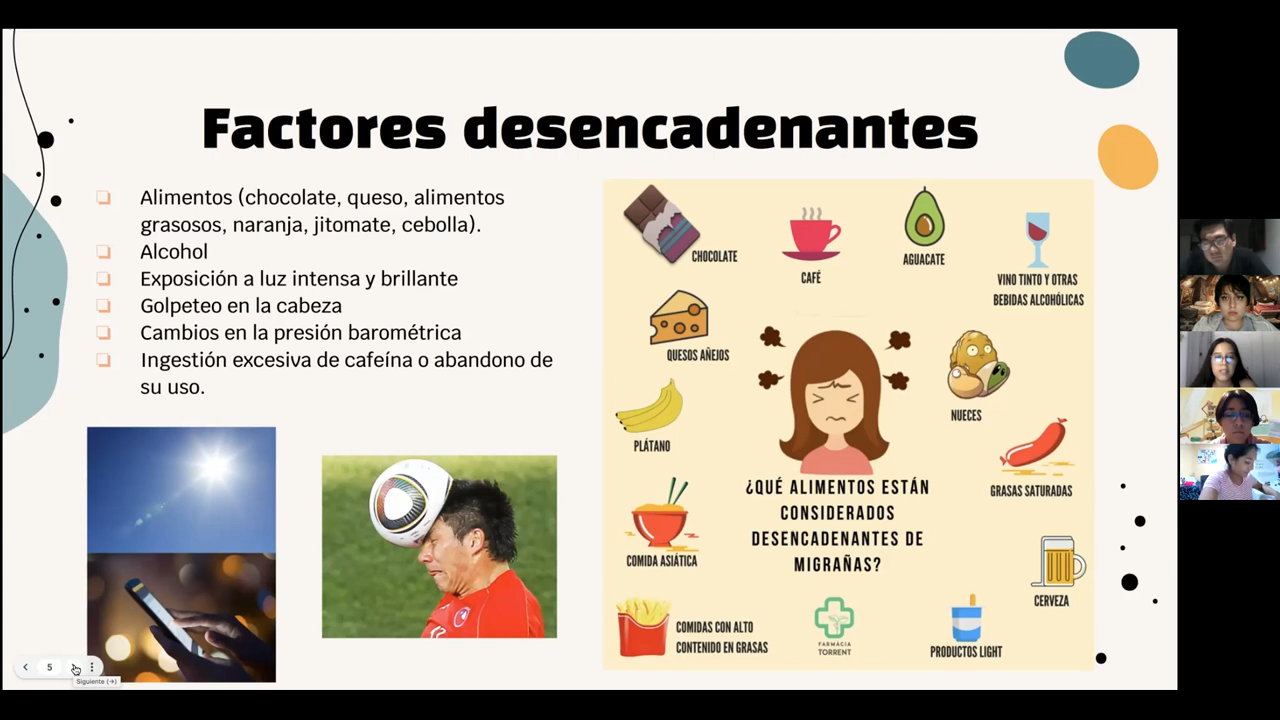 Factores desencadenantes
❏ Alimentos (chocolate, queso, alimentos
grasosos, naranja, jitomate, cebolla).
❏ Alcohol
❏ Exposición a luz intensa y brillante
❏ Golpeteo en la cabeza
❏ Cambios en la presión barométrica
❏ Ingestión excesiva de cafeína o abandono de
su uso.
CHOCOLATE
CAFÉ
AGUACATE
VINO TINTO Y OTRAS
BEBIDAS ALCOHÓLICAS
QUESOS AÑEJOS
NUECES
PLÁTANO
GRASAS SATURADAS
¿QUÉ ALIMENTOS ESTÁN
CONSIDERADOS
DESENCADENANTES DE
MIGRAÑAS?
COMIDA ASIÁTICA
CERVEZA
COMIDAS CON ALTO
CONTENIDO EN GRASAS
FARMÀCIA
TORRENT
PRODUCTOS LIGHT
5
Siguiente (→)